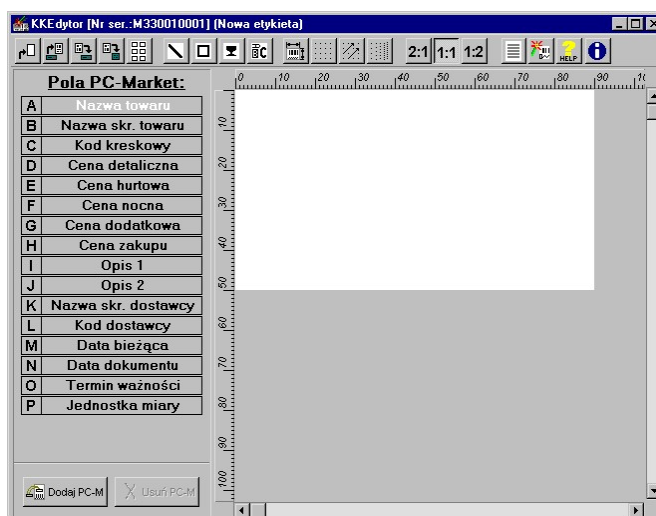 KKEdytor [Nr ser.:M330010001] (Nowa etykieta)
BC 2:1 1:1 1:2 HELP
Pola PC-Market:
0 10 20 30 40 50 60 70 80 90
A Nazwa towaru
B Nazwa skr. towaru
C Kod kreskowy
D Cena detaliczna
E Cena hurtowa
F Cena nocna
G Cena dodatkowa
H Cena zakupu
I Opis 1
J Opis 2
K Nazwa skr. dostawcy
L Kod dostawcy
M Data bieżąca
N Data dokumentu
O Termin ważności
P Jednostka miary
10
20
30
40
50
60
70
80
90
100
Dodaj PC-M Usuń PC-M